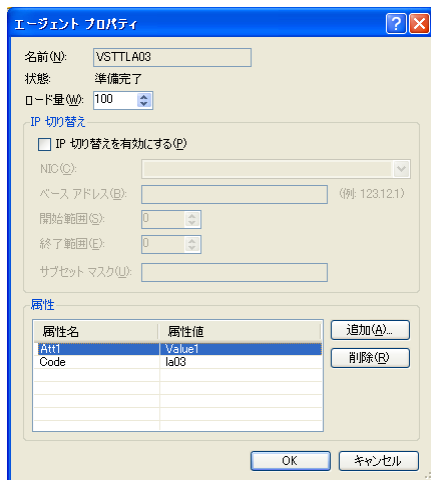 エージェント プロパティ
名前(N): VSTTLA03
状態: 準備完了
ロード量(W): 100
IP 切り替え
IP 切り替えを有効にする(P)
NIC(C):
ベース アドレス(B): (例: 123.12.1)
開始範囲(S): 0
終了範囲(E): 0
サブセット マスク(U):
属性
属性名 属性値 追加(A)...
Att1 Value1
Code la03 削除(R)
OK キャンセル